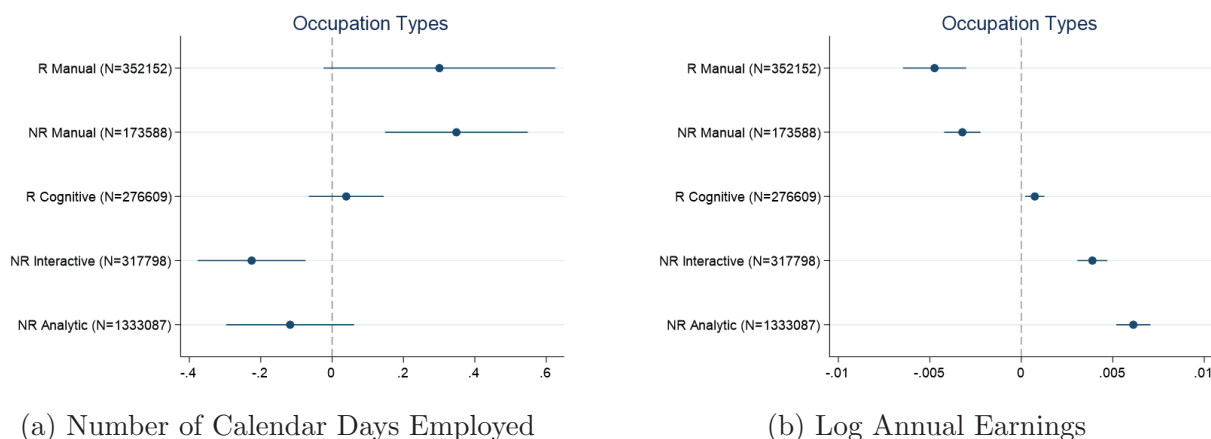 Occupation Types
R Manual (N=352152)
NR Manual (N=173588)
R Cognitive (N=276609)
NR Interactive (N=317798)
NR Analytic (N=1333087)
-.4 -.2 0 .2 .4 .6
(a) Number of Calendar Days Employed
Occupation Types
R Manual (N=352152)
NR Manual (N=173588)
R Cognitive (N=276609)
NR Interactive (N=317798)
NR Analytic (N=1333087)
-.01 -.005 0 .005 .01
(b) Log Annual Earnings